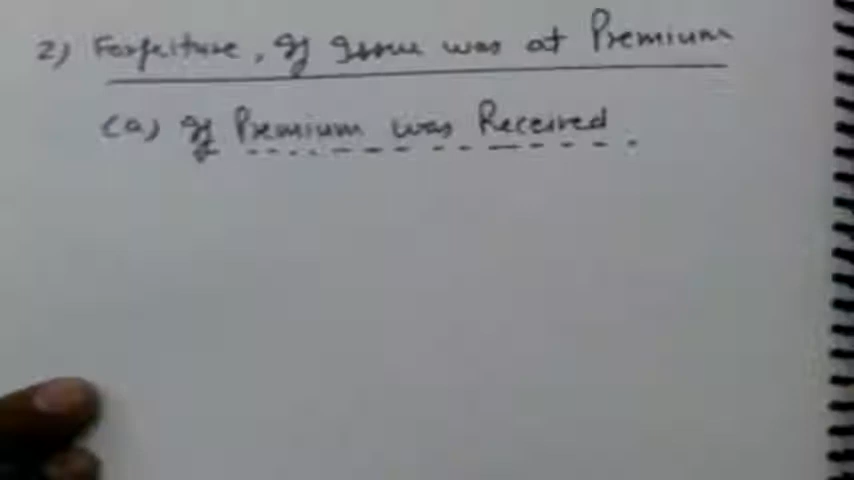 2) Forfeiture, If Issue was at Premium
(a) If Premium was Received